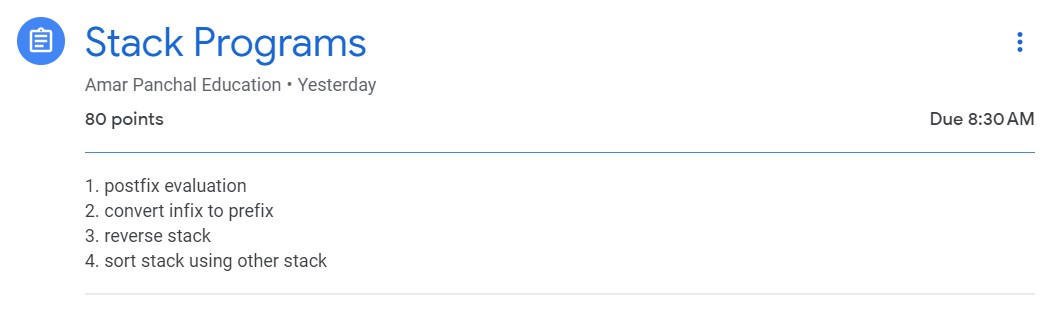 Stack Programs
Amar Panchal Education • Yesterday
80 points
Due 8:30 AM
1. postfix evaluation
2. convert infix to prefix
3. reverse stack
4. sort stack using other stack